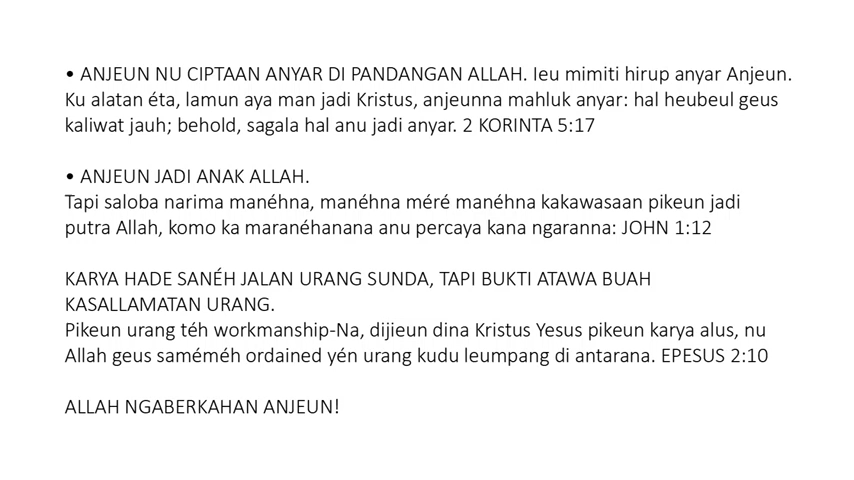 • ANJEUN NU CIPTAAN ANYAR DI PANDANGAN ALLAH. Ieu mimiti hirup anyar Anjeun.
Ku alatan éta, lamun aya man jadi Kristus, anjeunna mahluk anyar: hal heubeul geus
kaliwat jauh; behold, sagala hal anu jadi anyar. 2 KORINTA 5:17
• ANJEUN JADI ANAK ALLAH.
Tapi saloba narima manéhna, manéhna méré manéhna kakawasaan pikeun jadi
putra Allah, komo ka maranéhanana anu percaya kana ngaranna: JOHN 1:12
KARYA HADE SANÉH JALAN URANG SUNDA, TAPI BUKTI ATAWA BUAH
KASALLAMATAN URANG.
Pikeun urang téh workmanship-Na, dijieun dina Kristus Yesus pikeun karya alus, nu
Allah geus saméméh ordained yén urang kudu leumpang di antarana. EPESUS 2:10
ALLAH NGABERKAHAN ANJEUN!